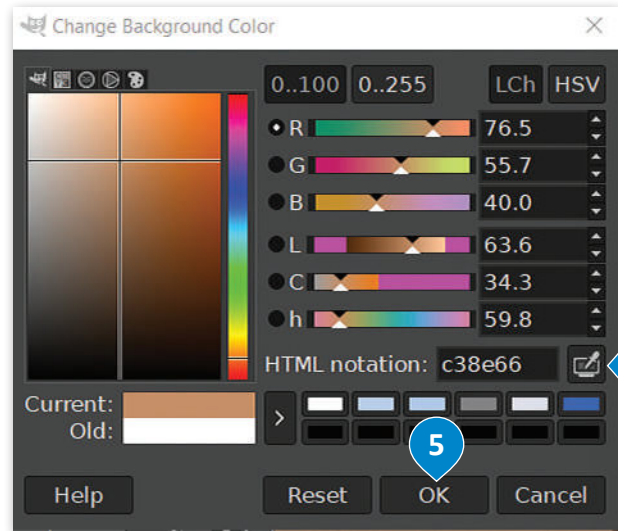 Change Background Color
0..100 0..255 LCh HSV
R 76.5
G 55.7
B 40.0
L 63.6
C 34.3
h 59.8
HTML notation: c38e66
Current:
Old:
>
5
Help Reset OK Cancel